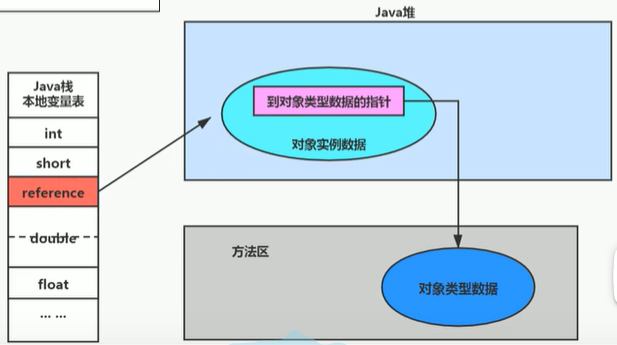 Java堆
Java栈
本地变量表
int
short
reference
double
float
... ...
到对象类型数据的指针
对象实例数据
方法区
对象类型数据